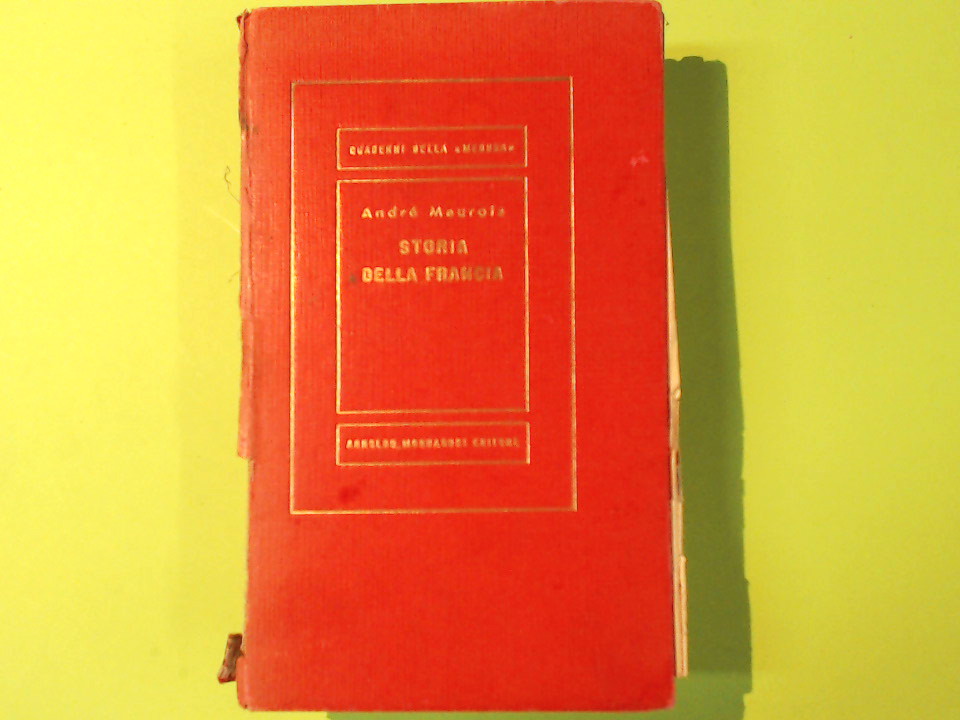 QUADERNI DELLA «MEDUSA»
André Maurois
STORIA
DELLA FRANCIA
ARNOLDO MONDADORI EDITORE